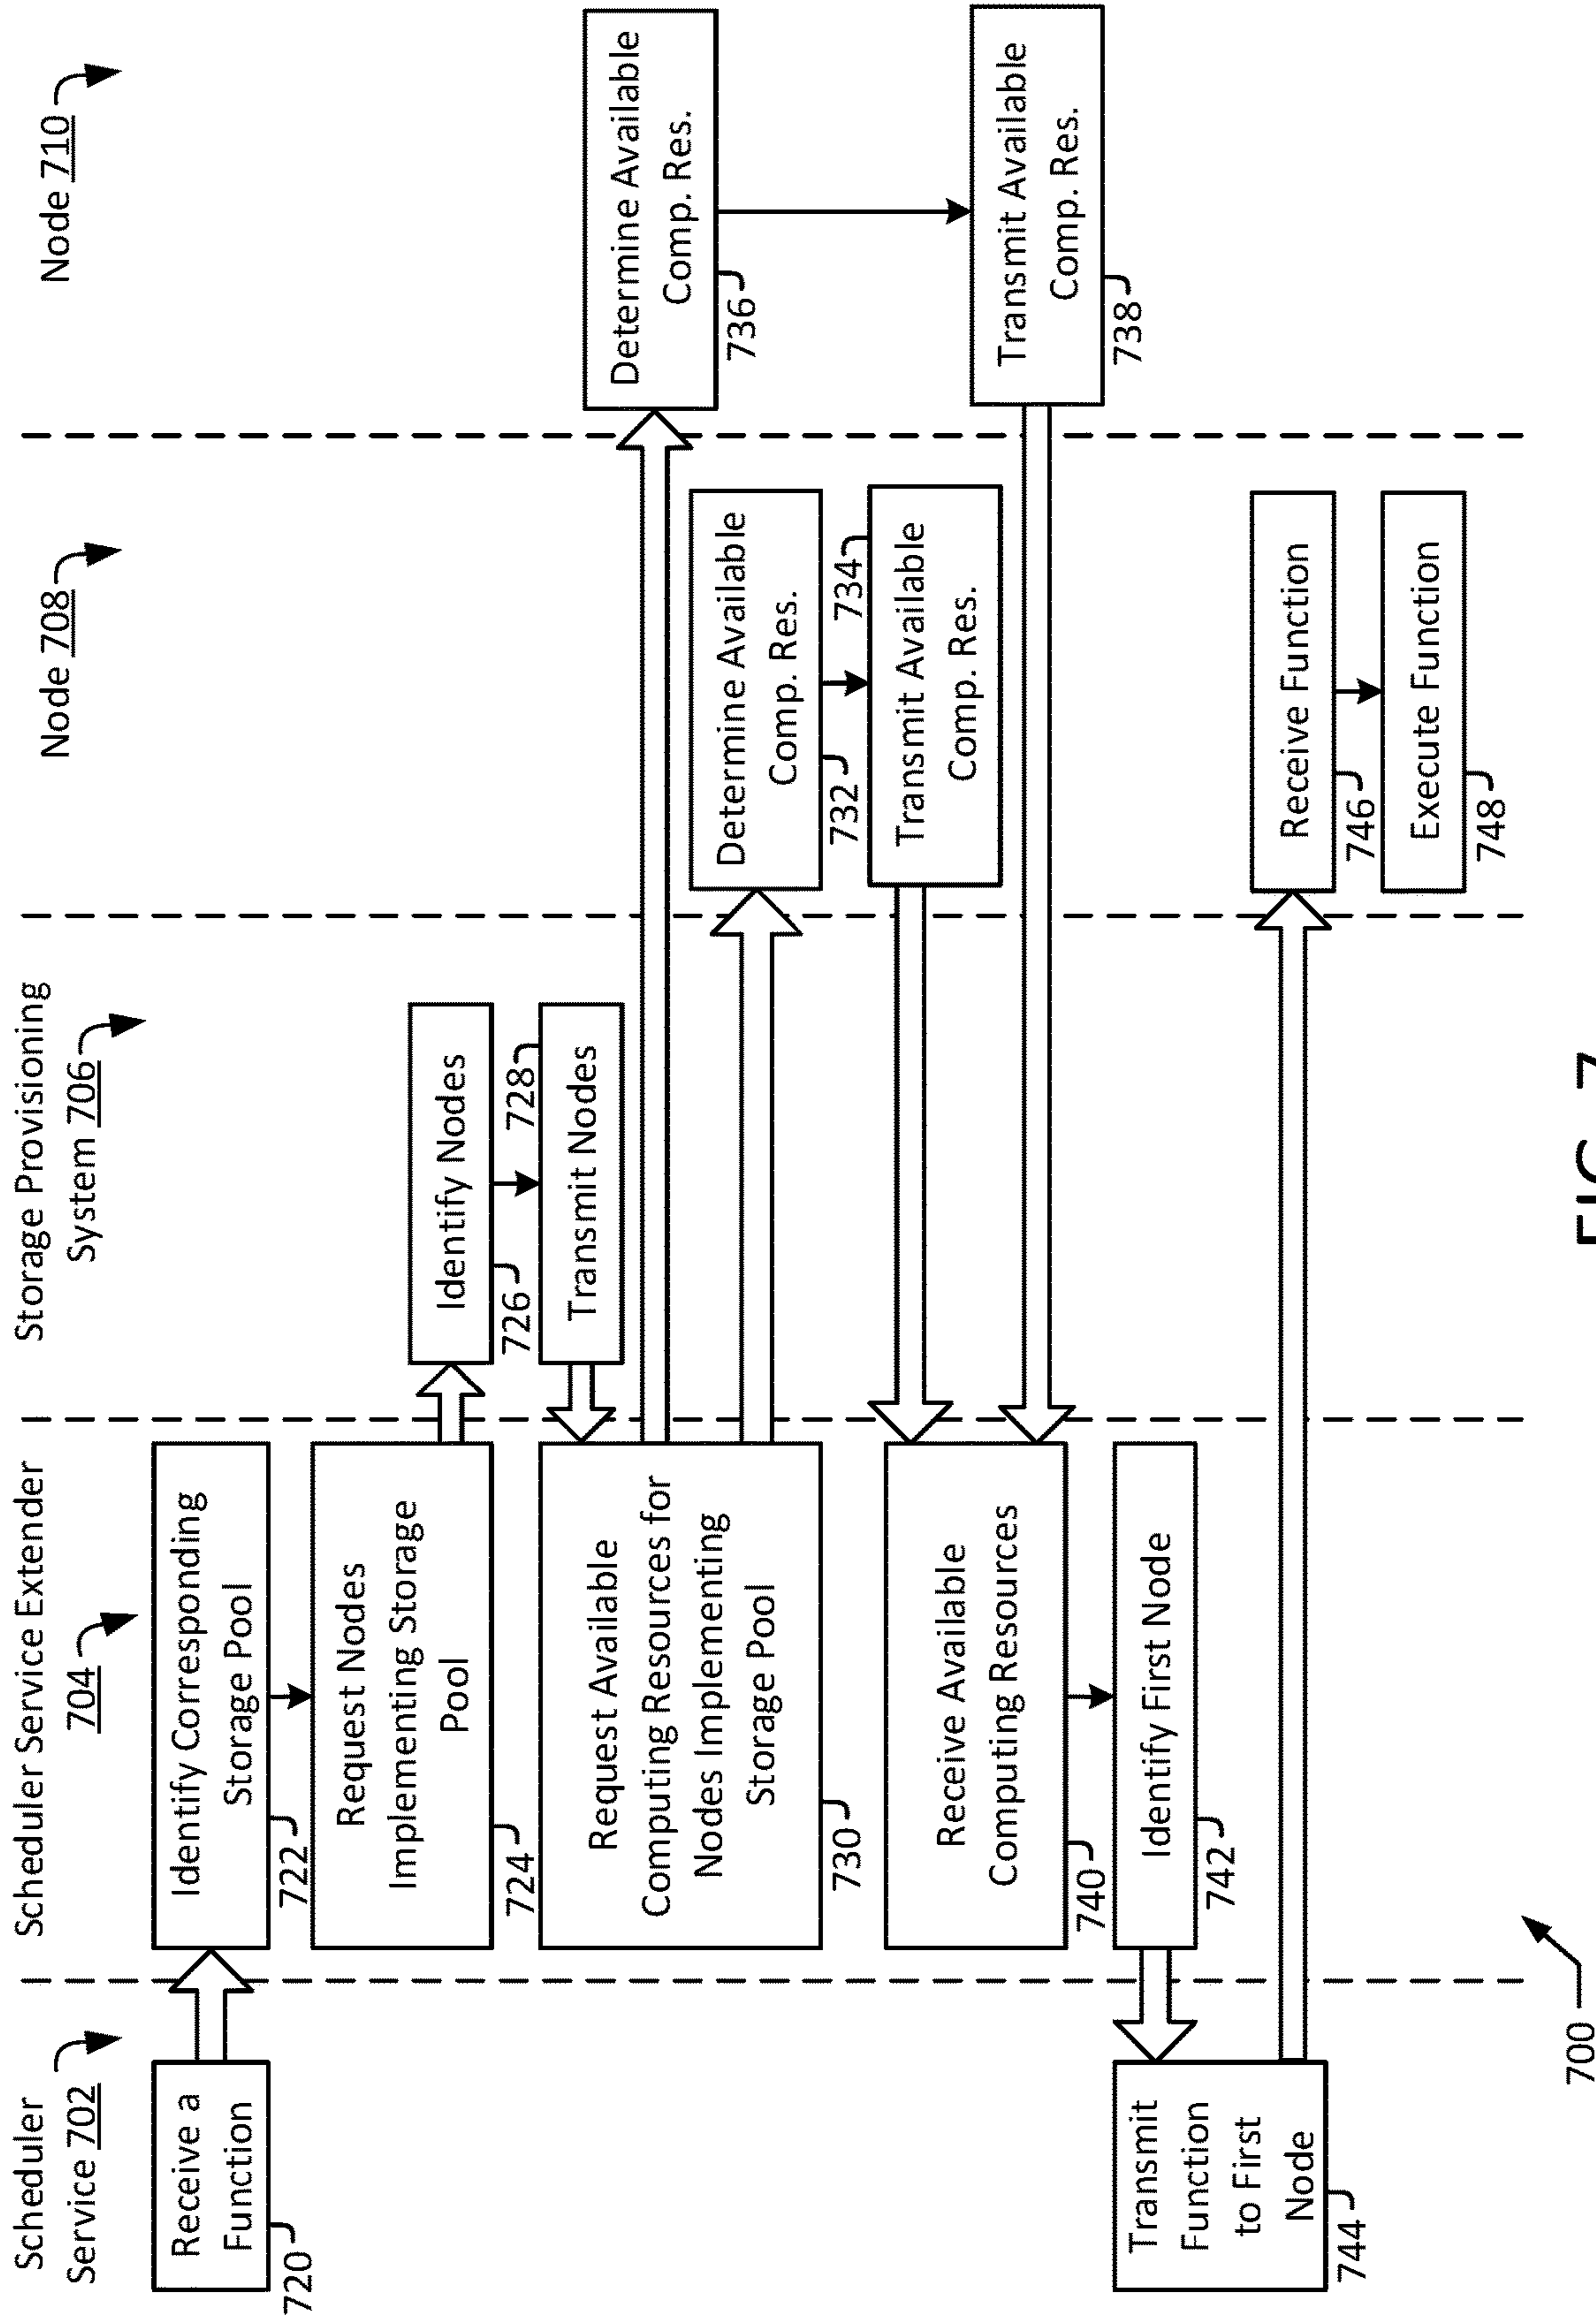 Scheduler
Service 702
Scheduler Service Extender
704
Storage Provisioning
System 706
Node 708
Node 710
Receive a
Function
720
Identify Corresponding
Storage Pool
722
Request Nodes
Implementing Storage
Pool
724
Identify Nodes
726
Transmit Nodes
728
Request Available
Computing Resources for
Nodes Implementing
Storage Pool
730
Determine Available
Comp. Res.
732
Transmit Available
Comp. Res.
734
Determine Available
Comp. Res.
736
Transmit Available
Comp. Res.
738
Receive Available
Computing Resources
740
Identify First Node
742
Transmit
Function
to First
Node
744
Receive Function
746
Execute Function
748
700
FIG. 7